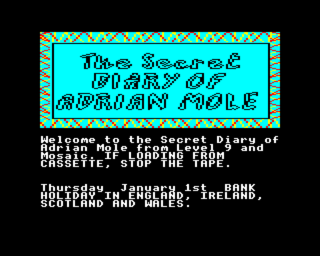 The Secret
DIARY OF
ADRIAN MOLE
Welcome to the Secret Diary of
Adrian Mole from Level 9 and
Mosaic. IF LOADING FROM
CASSETTE, STOP THE TAPE.
Thursday January 1st BANK
HOLIDAY IN ENGLAND, IRELAND,
SCOTLAND AND WALES.